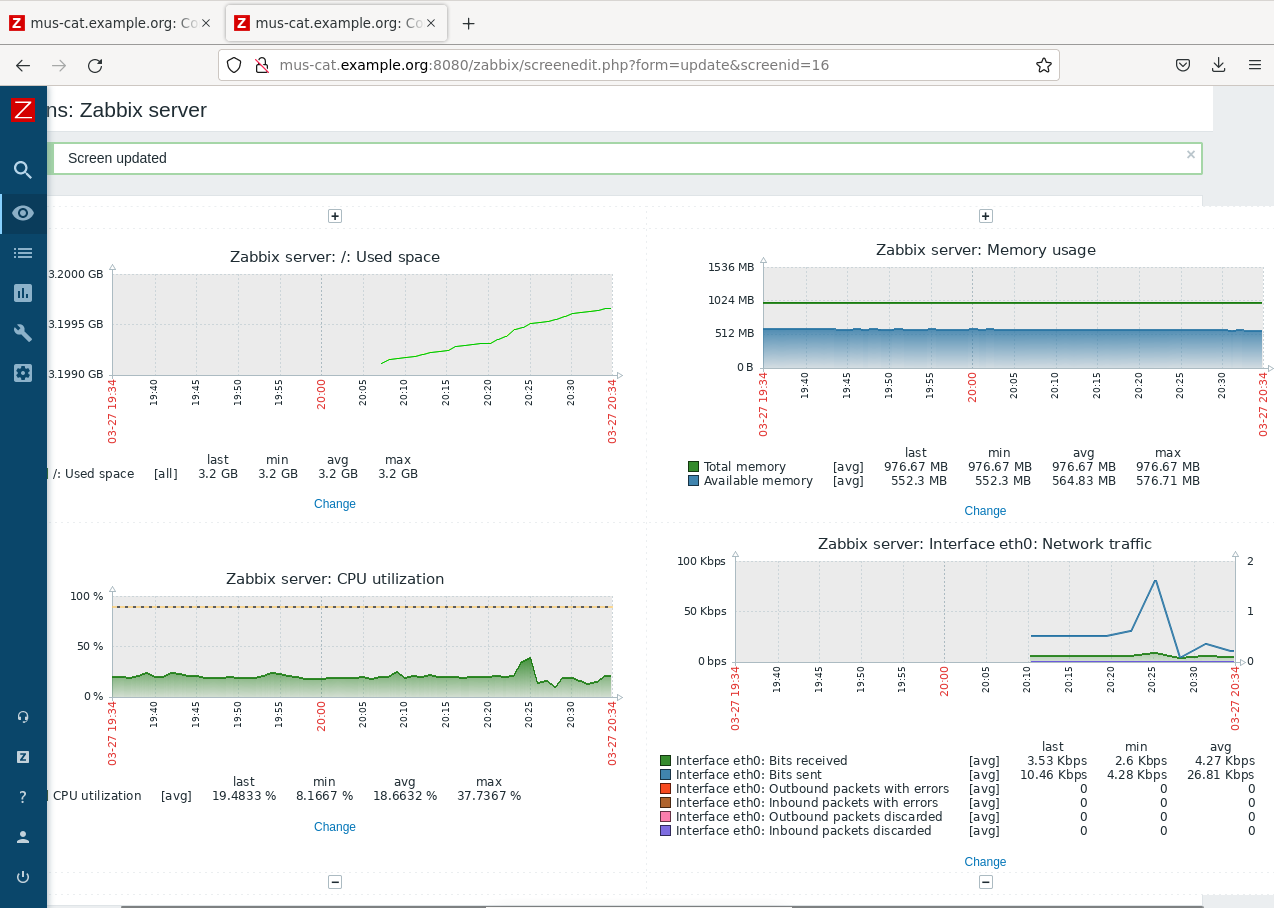 mus-cat.example.org: Co
mus-cat.example.org: Co
mus-cat.example.org:8080/zabbix/screenedit.php?form=update&screenid=16
Z
ns: Zabbix server
Screen updated
+ +
Zabbix server: /: Used space
3.2000 GB
3.1995 GB
3.1990 GB
03-27 19:34 19:40 19:45 19:50 19:55 20:00 20:05 20:10 20:15 20:20 20:25 20:30 03-27 20:34
last min avg max
/: Used space [all] 3.2 GB 3.2 GB 3.2 GB 3.2 GB
Change
Zabbix server: Memory usage
1536 MB
1024 MB
512 MB
0 B
03-27 19:34 19:40 19:45 19:50 19:55 20:00 20:05 20:10 20:15 20:20 20:25 20:30 03-27 20:34
last min avg max
Total memory [avg] 976.67 MB 976.67 MB 976.67 MB 976.67 MB
Available memory [avg] 552.3 MB 552.3 MB 564.83 MB 576.71 MB
Change
Zabbix server: CPU utilization
100 %
50 %
0 %
03-27 19:34 19:40 19:45 19:50 19:55 20:00 20:05 20:10 20:15 20:20 20:25 20:30 03-27 20:34
last min avg max
CPU utilization [avg] 19.4833 % 8.1667 % 18.6632 % 37.7367 %
Change
Zabbix server: Interface eth0: Network traffic
100 Kbps 2
50 Kbps 1
0 bps 0
03-27 19:34 19:40 19:45 19:50 19:55 20:00 20:05 20:10 20:15 20:20 20:25 20:30 03-27 20:34
last min avg
Interface eth0: Bits received [avg] 3.53 Kbps 2.6 Kbps 4.27 Kbps
Interface eth0: Bits sent [avg] 10.46 Kbps 4.28 Kbps 26.81 Kbps
Interface eth0: Outbound packets with errors [avg] 0 0 0
Interface eth0: Inbound packets with errors [avg] 0 0 0
Interface eth0: Outbound packets discarded [avg] 0 0 0
Interface eth0: Inbound packets discarded [avg] 0 0 0
Change